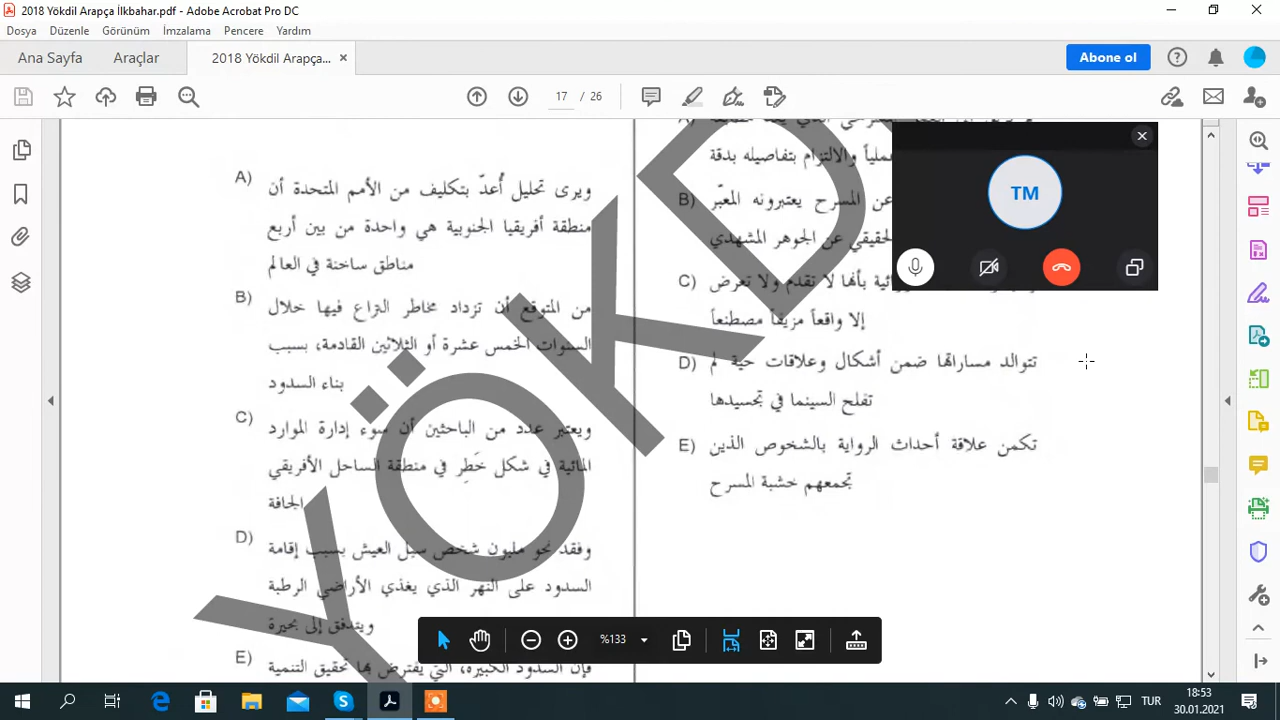 2018 Yökdil Arapça İlkbahar.pdf - Adobe Acrobat Pro DC
Dosya Düzenle Görünüm İmzalama Pencere Yardım
Ana Sayfa Araçlar 2018 Yökdil Arapça... Abone ol
17 / 26
A) ويرى تحليل أُعدّ بتكليف من الأمم المتحدة أن
منطقة أفريقيا الجنوبية هي واحدة من بين أربع
مناطق ساخنة في العالم
B) من المتوقع أن تزداد مخاطر النزاع فيها خلال
السنوات الخمس عشرة أو الثلاثين القادمة، بسبب
بناء السدود
C) ويعتبر عدد من الباحثين أن سوء إدارة الموارد
المائية في شكل خَطِر في منطقة الساحل الأفريقي
الجافة
D) وفقد نحو مليون شخص سبل العيش بسبب إقامة
السدود على النهر الذي يغذي الأراضي الرطبة
ويتدفق إلى بحيرة
E) فإن السدود الكبيرة، التي يفترض بها تحقيق التنمية
A)
عملياً والالتزام بتفاصيله بدقة
B) عن المسرح يعتبرونه المعبّر
الحقيقي عن الجوهر المشهدي
C) بأنها لا تقدم ولا تعرض
إلا واقعاً مزيفاً مصطنعاً
D) تتوالد مساراتها ضمن أشكال وعلاقات حية لم
تفلح السينما في تجسيدها
E) تكمن علاقة أحداث الرواية بالشخوص الذين
تجمعهم خشبة المسرح
YÖKD
TM
%133
TUR
18:53
30.01.2021